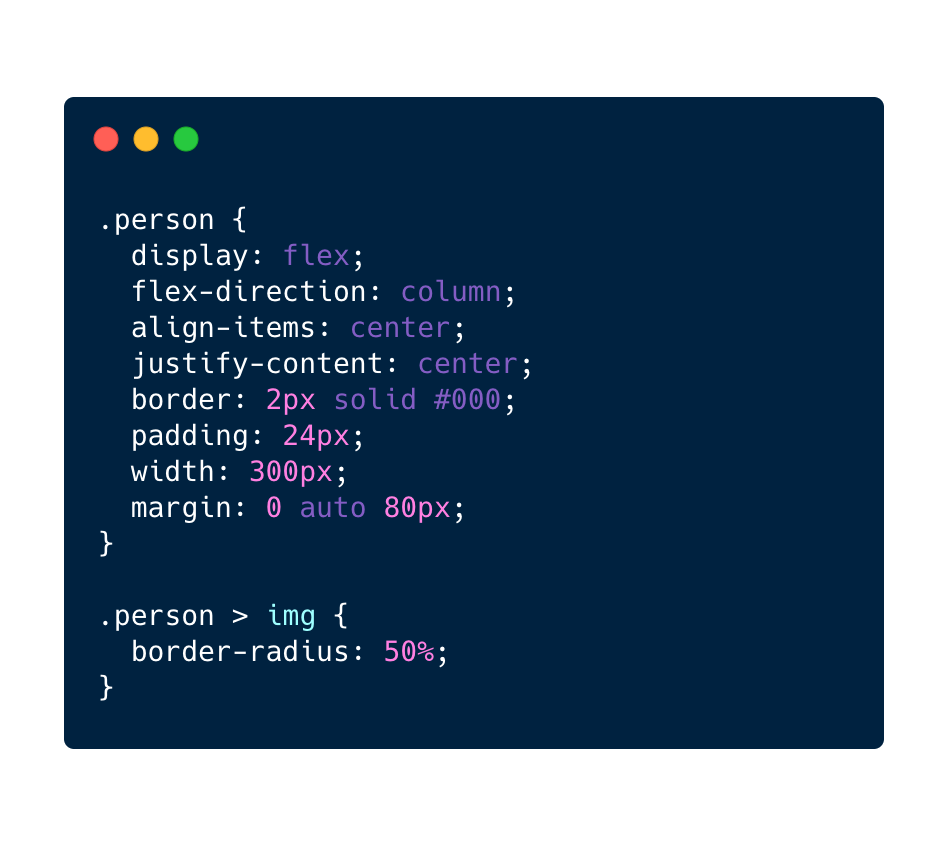 .person {
  display: flex;
  flex-direction: column;
  align-items: center;
  justify-content: center;
  border: 2px solid #000;
  padding: 24px;
  width: 300px;
  margin: 0 auto 80px;
}

.person > img {
  border-radius: 50%;
}